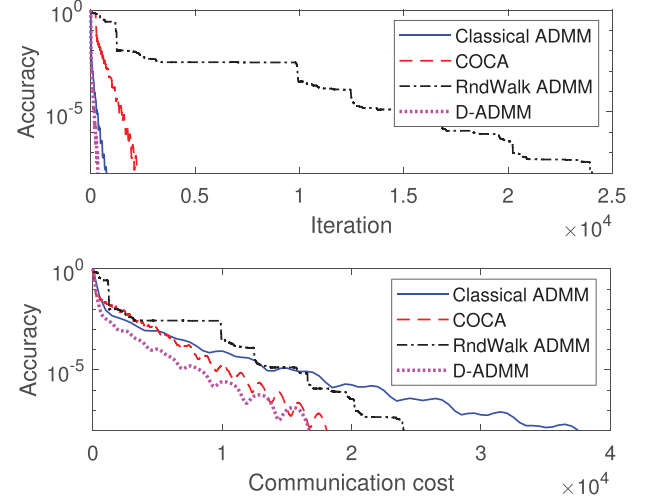 10^0
10^-5
Accuracy
Classical ADMM
COCA
RndWalk ADMM
D-ADMM
0 0.5 1 1.5 2 2.5
Iteration
×10^4
10^0
10^-5
Accuracy
Classical ADMM
COCA
RndWalk ADMM
D-ADMM
0 1 2 3 4
Communication cost
×10^4